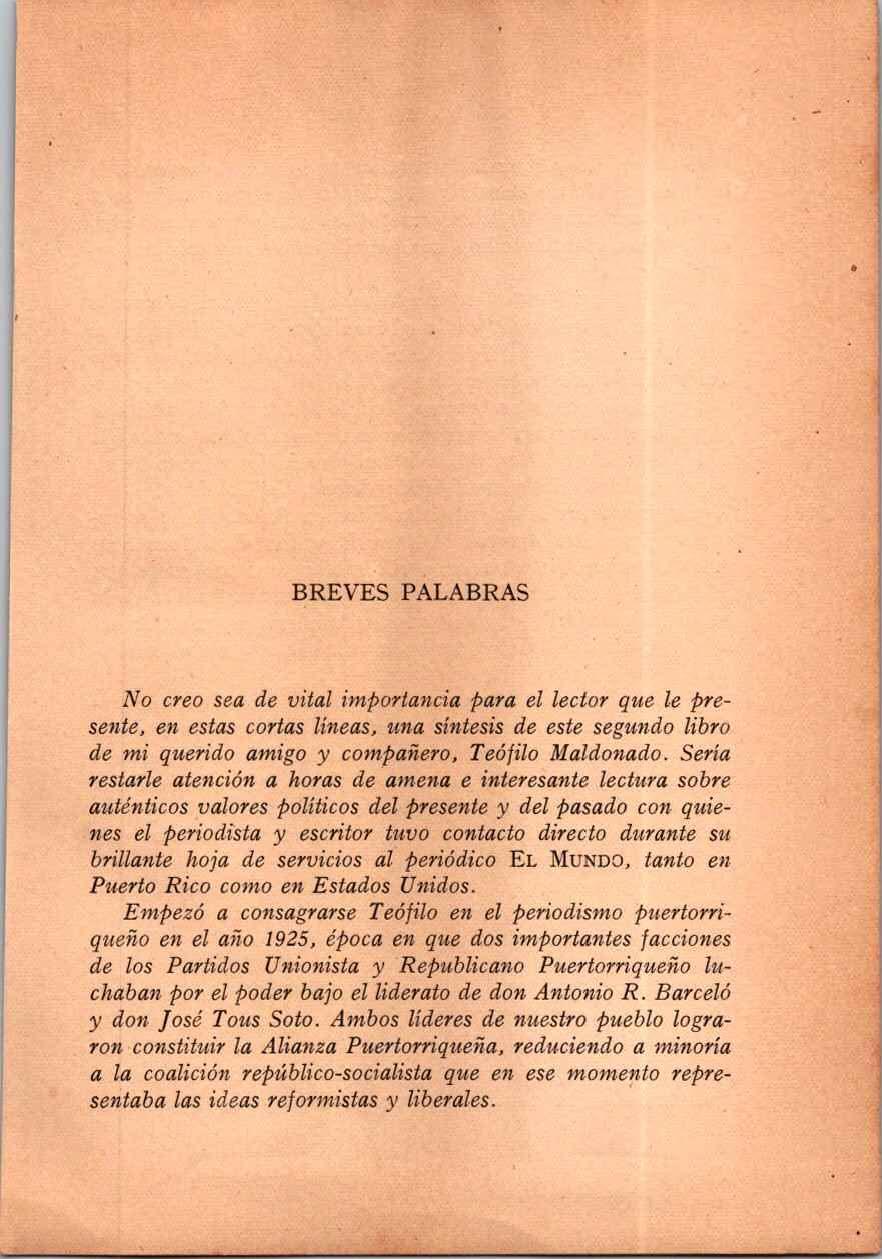 BREVES PALABRAS
No creo sea de vital importancia para el lector que le pre-
sente, en estas cortas líneas, una síntesis de este segundo libro
de mi querido amigo y compañero, Teófilo Maldonado. Sería
restarle atención a horas de amena e interesante lectura sobre
auténticos valores políticos del presente y del pasado con quie-
nes el periodista y escritor tuvo contacto directo durante su
brillante hoja de servicios al periódico EL MUNDO, tanto en
Puerto Rico como en Estados Unidos.
Empezó a consagrarse Teófilo en el periodismo puertorri-
queño en el año 1925, época en que dos importantes facciones
de los Partidos Unionista y Republicano Puertorriqueño lu-
chaban por el poder bajo el liderato de don Antonio R. Barceló
y don José Tous Soto. Ambos líderes de nuestro pueblo logra-
ron constituir la Alianza Puertorriqueña, reduciendo a minoría
a la coalición repúblico-socialista que en ese momento repre-
sentaba las ideas reformistas y liberales.